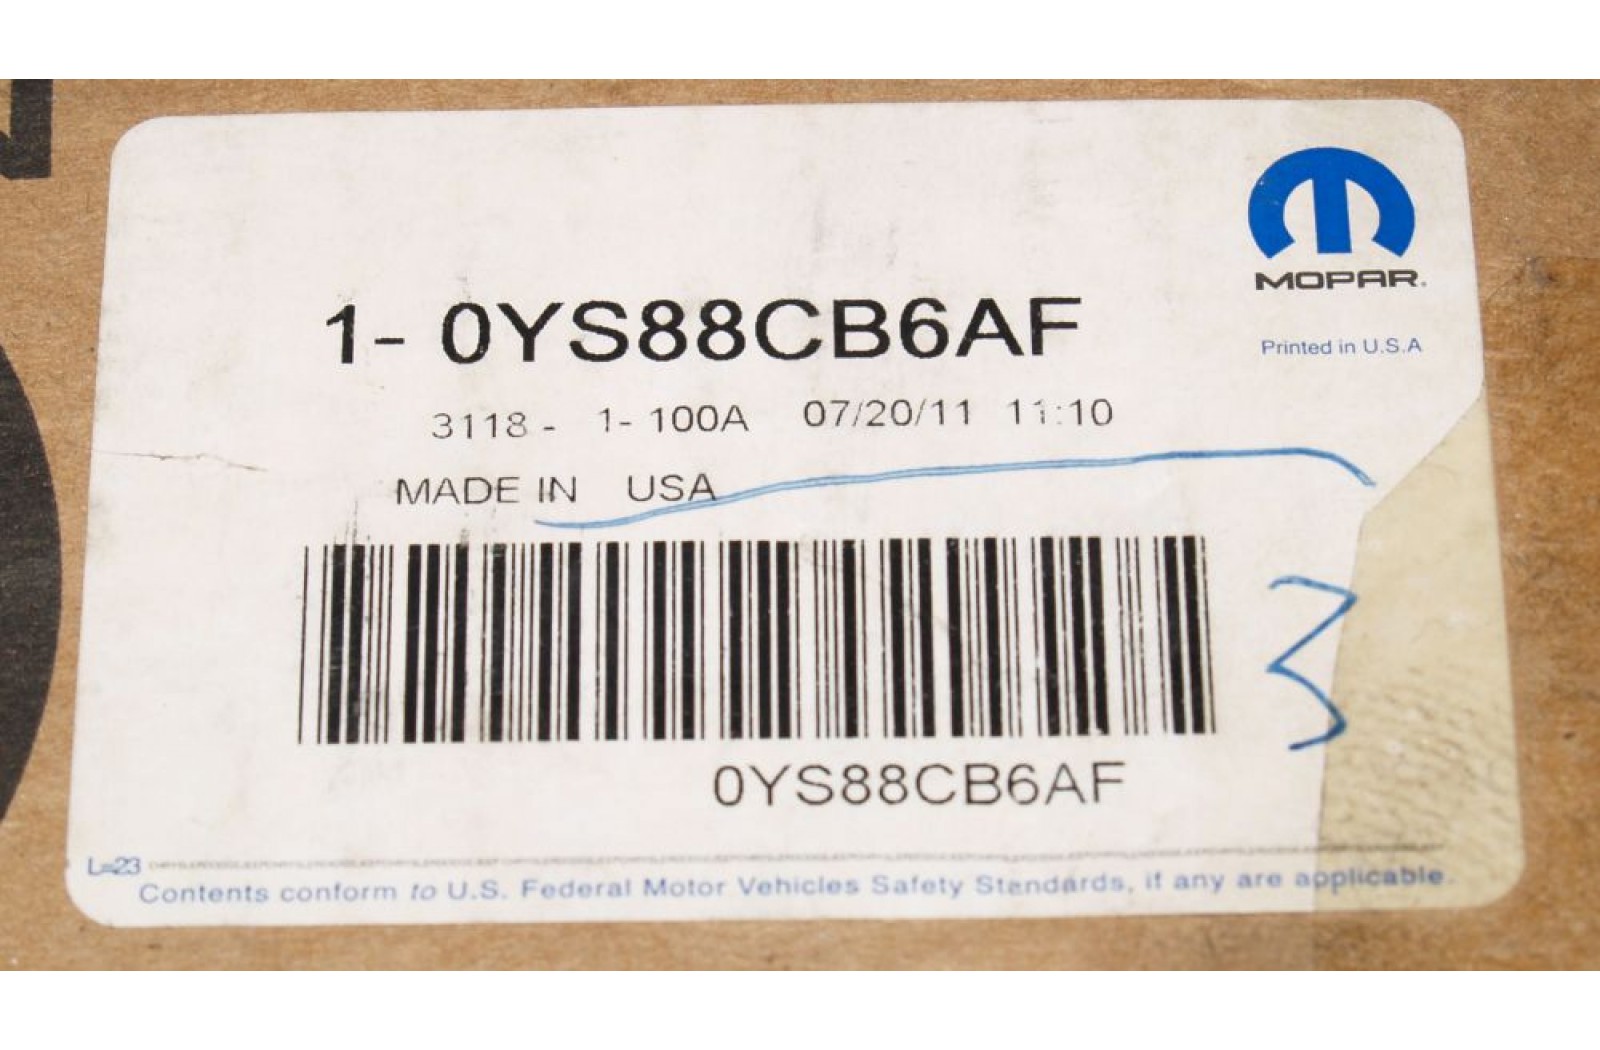 MOPAR.
1- 0YS88CB6AF
Printed in U.S.A
3118 - 1- 100A 07/20/11 11:10
MADE IN USA
3
0YS88CB6AF
L=23
Contents conform to U.S. Federal Motor Vehicles Safety Standards, if any are applicable.